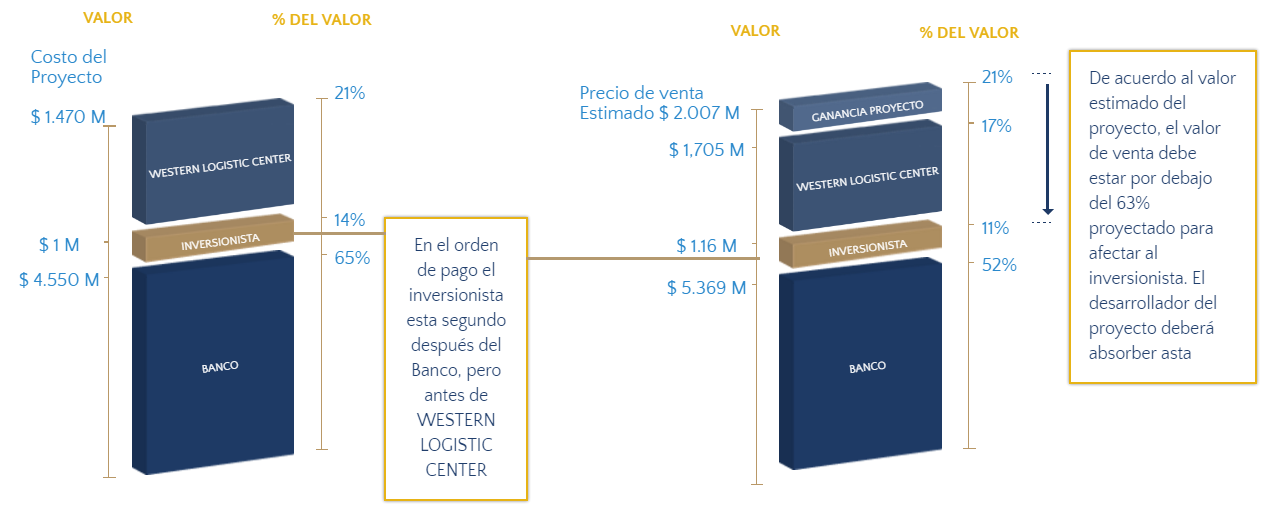 VALOR
% DEL VALOR
Costo del
Proyecto
$ 1.470 M
$ 1 M
$ 4.550 M
WESTERN LOGISTIC CENTER
INVERSIONISTA
BANCO
21%
14%
65%
En el orden
de pago el
inversionista
esta segundo
después del
Banco, pero
antes de
WESTERN
LOGISTIC
CENTER
VALOR
% DEL VALOR
Precio de venta
Estimado $ 2.007 M
$ 1,705 M
$ 1.16 M
$ 5.369 M
GANANCIA PROYECTO
WESTERN LOGISTIC CENTER
INVERSIONISTA
BANCO
21%
17%
11%
52%
De acuerdo al valor
estimado del
proyecto, el valor
de venta debe
estar por debajo
del 63%
proyectado para
afectar al
inversionista. El
desarrollador del
proyecto deberá
absorber asta